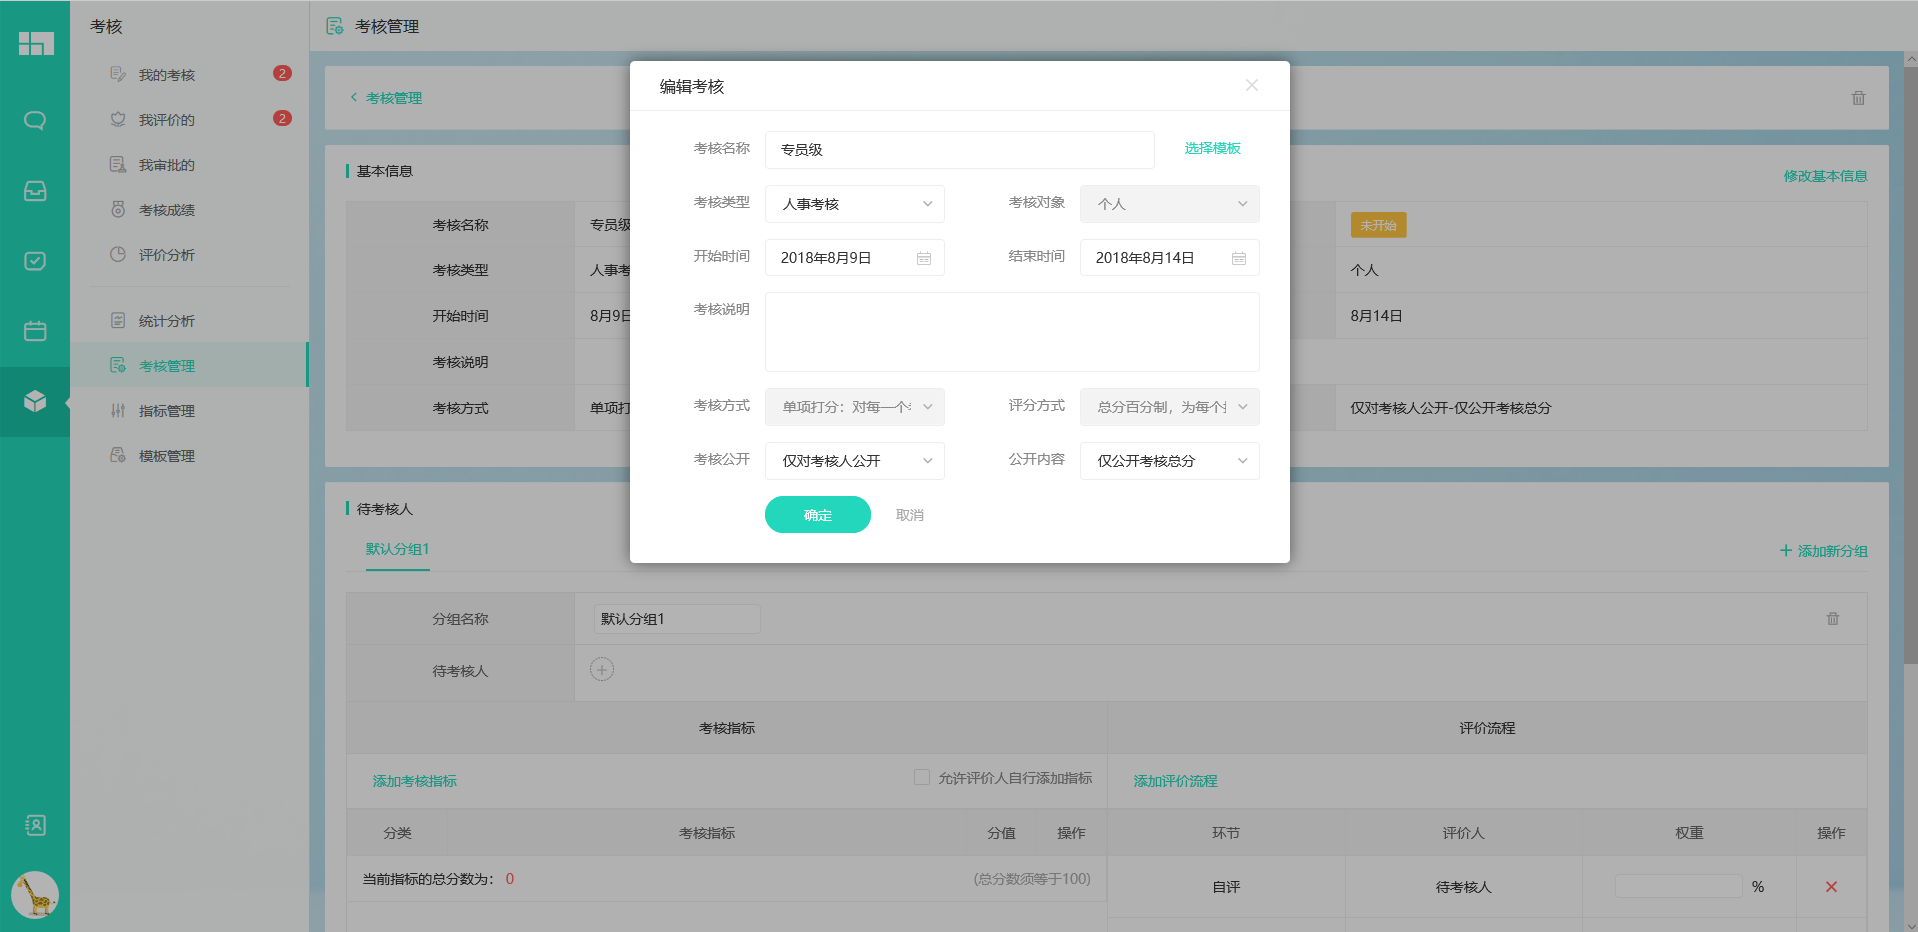 考核
考核管理
我的考核 2
我评价的 2
我审批的
考核成绩
评价分析
统计分析
考核管理
指标管理
模板管理
考核管理
基本信息
修改基本信息
考核名称 专员级 未开始
考核类型 人事考 个人
开始时间 8月9日 8月14日
考核说明
考核方式 单项打 仅对考核人公开-仅公开考核总分
编辑考核
考核名称 专员级 选择模板
考核类型 人事考核 考核对象 个人
开始时间 2018年8月9日 结束时间 2018年8月14日
考核说明
考核方式 单项打分：对每一个 评分方式 总分百分制，为每个
考核公开 仅对考核人公开 公开内容 仅公开考核总分
确定 取消
待考核人
默认分组1 添加新分组
分组名称 默认分组1
待考核人
考核指标 评价流程
添加考核指标 允许评价人自行添加指标 添加评价流程
分类 考核指标 分值 操作 环节 评价人 权重 操作
当前指标的总分数为： 0 (总分数须等于100)
自评 待考核人 %